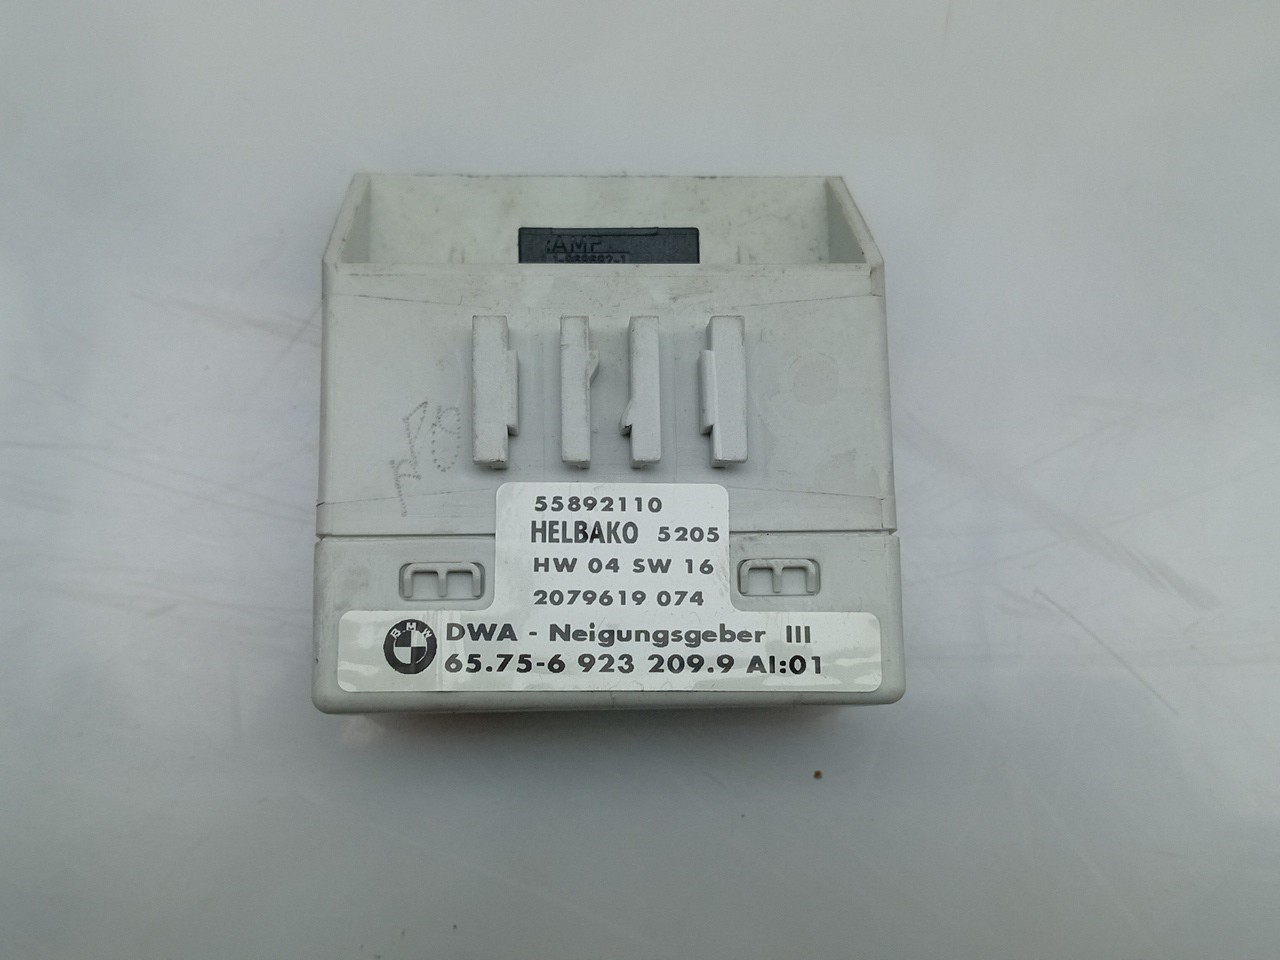 :AMP
55892110
HELBAKO 5205
HW 04 SW 16
2079619 074
BMW
DWA - Neigungsgeber III
65.75-6 923 209.9 AI:01